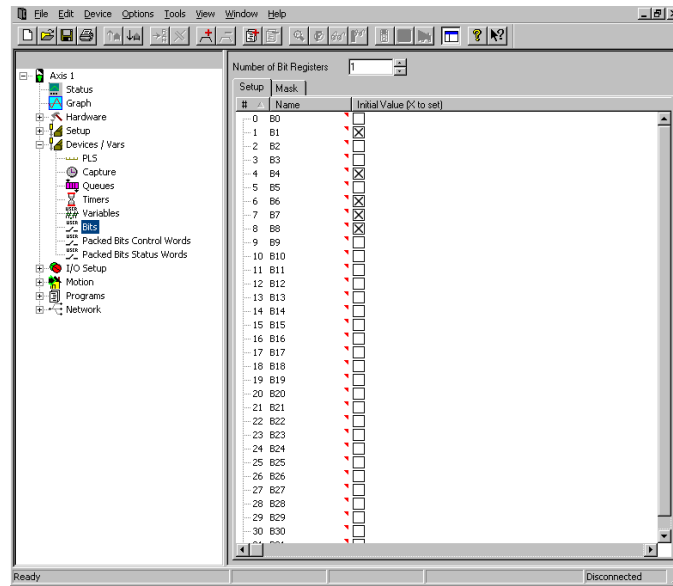 File Edit Device Options Tools View Window Help
Number of Bit Registers 1
Axis 1
Status
Graph
Hardware
Setup
Devices / Vars
PLS
Capture
Queues
Timers
USER ##.## Variables
USER Bits
USER Packed Bits Control Words
USER Packed Bits Status Words
I/O Setup
Motion
Programs
Network
Setup Mask
# Name Initial Value (X to set)
0 B0
1 B1
2 B2
3 B3
4 B4
5 B5
6 B6
7 B7
8 B8
9 B9
10 B10
11 B11
12 B12
13 B13
14 B14
15 B15
16 B16
17 B17
18 B18
19 B19
20 B20
21 B21
22 B22
23 B23
24 B24
25 B25
26 B26
27 B27
28 B28
29 B29
30 B30
Ready Disconnected